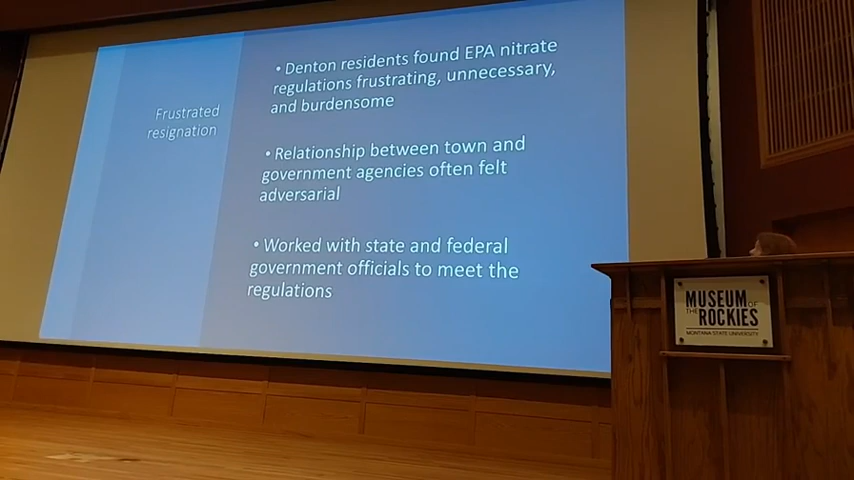 Frustrated
resignation
• Denton residents found EPA nitrate
regulations frustrating, unnecessary,
and burdensome
• Relationship between town and
government agencies often felt
adversarial
• Worked with state and federal
government officials to meet the
regulations
MUSEUM OF
THE ROCKIES
MONTANA STATE UNIVERSITY